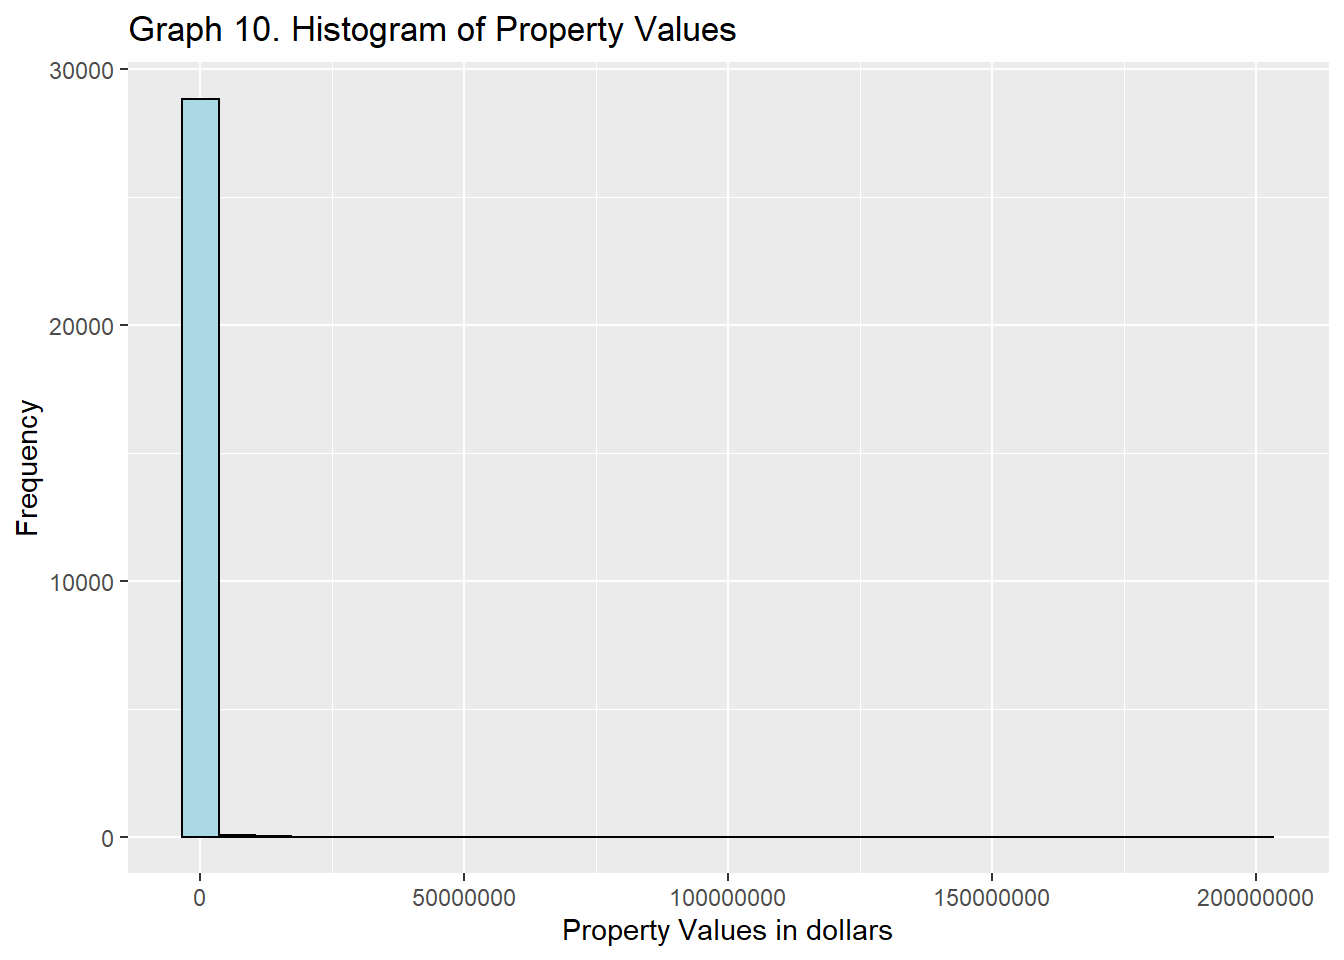 Graph 10. Histogram of Property Values
30000
20000
10000
0
Frequency
0 50000000 100000000 150000000 200000000
Property Values in dollars